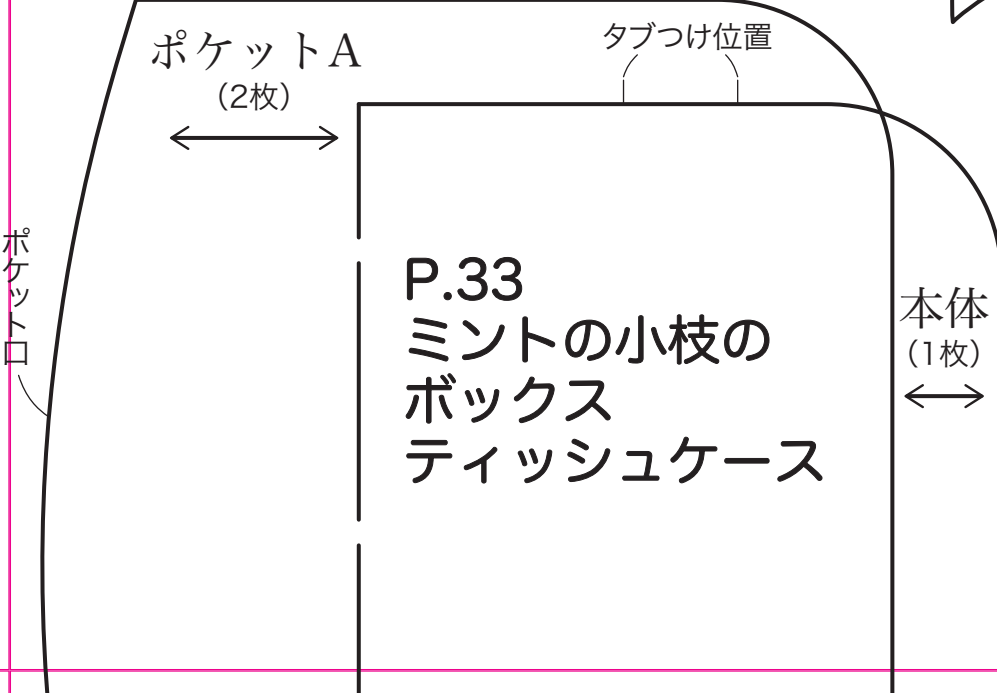 ポケットA
（2枚）
タブつけ位置
ポケット口
P.33
ミントの小枝の
ボックス
ティッシュケース
本体
（1枚）